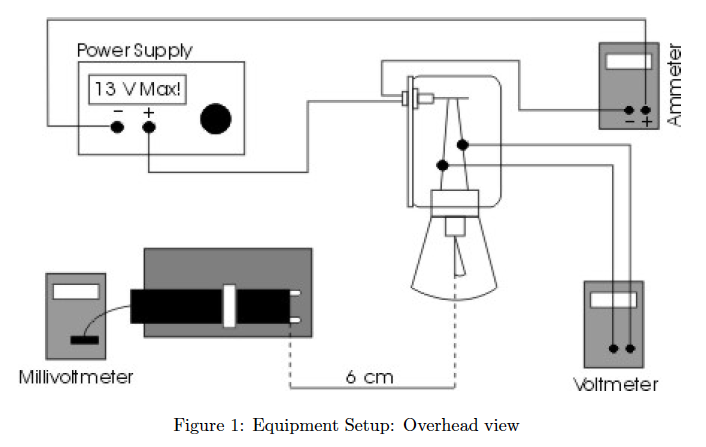 Power Supply
13 V Max!
- +
Ammeter
- +
6 cm
Millivoltmeter
Voltmeter
Figure 1: Equipment Setup: Overhead view